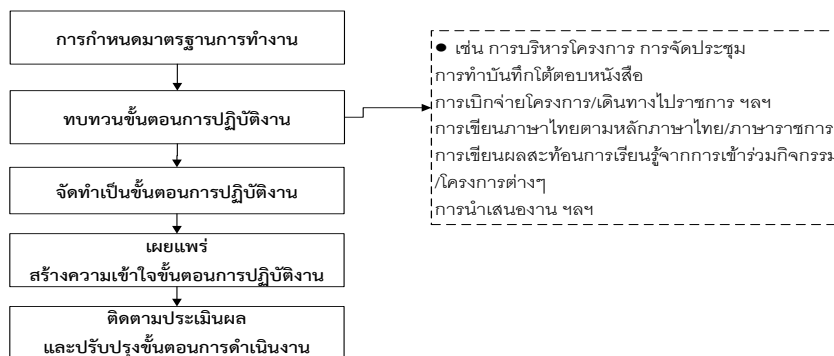 การกำหนดมาตรฐานการทำงาน
ทบทวนขั้นตอนการปฏิบัติงาน
จัดทำเป็นขั้นตอนการปฏิบัติงาน
เผยแพร่
สร้างความเข้าใจขั้นตอนการปฏิบัติงาน
ติดตามประเมินผล
และปรับปรุงขั้นตอนการดำเนินงาน
● เช่น การบริหารโครงการ การจัดประชุม
การทำบันทึกโต้ตอบหนังสือ
การเบิกจ่ายโครงการ/เดินทางไปราชการ ฯลฯ
การเขียนภาษาไทยตามหลักภาษาไทย/ภาษาราชการ
การเขียนผลสะท้อนการเรียนรู้จากการเข้าร่วมกิจกรรม
/โครงการต่างๆ
การนำเสนองาน ฯลฯ